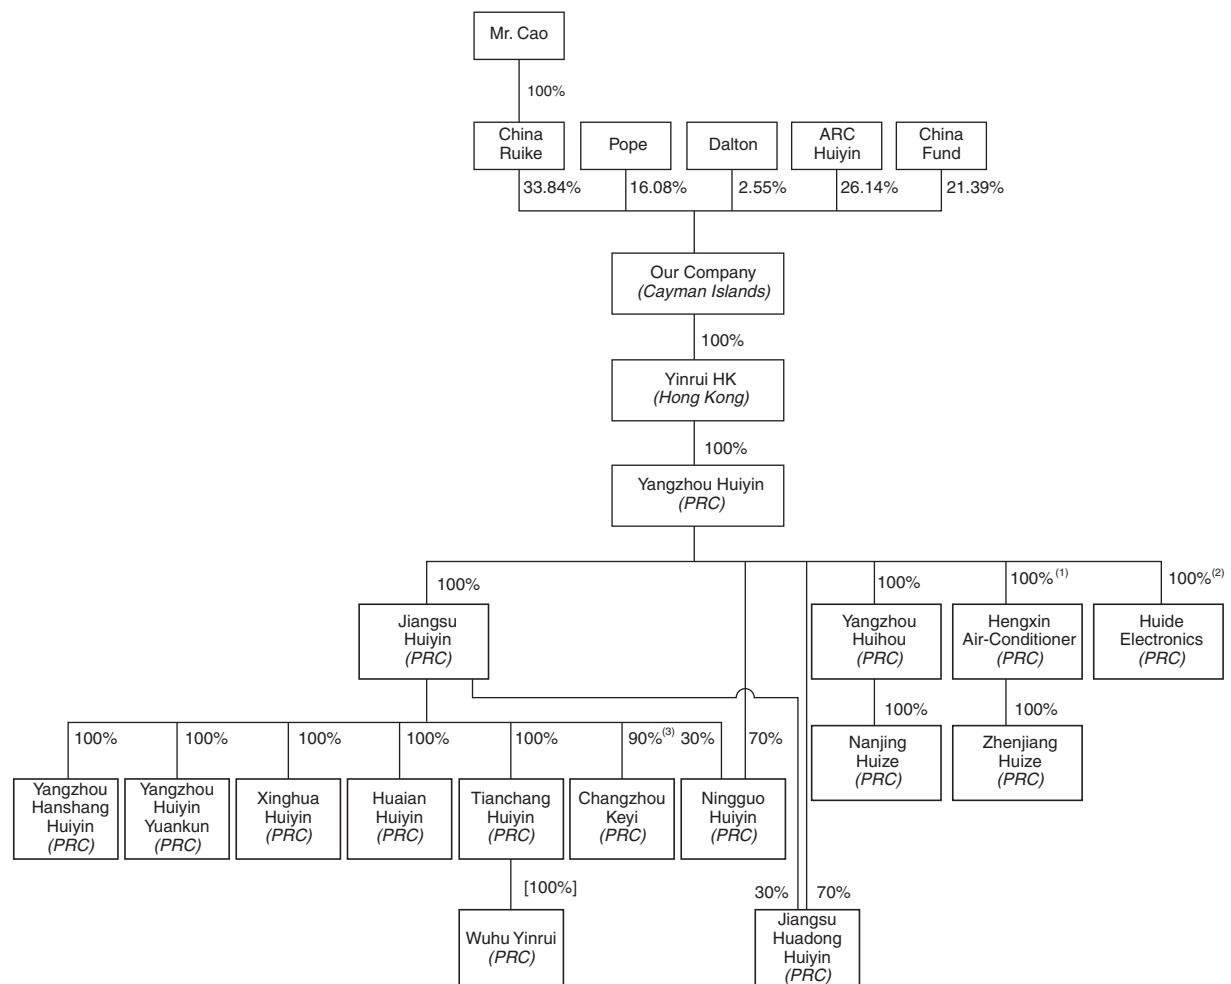 Mr. Cao
100%
China
Ruike
Pope
Dalton
ARC
Huiyin
China
Fund
33.84%
16.08%
2.55%
26.14%
21.39%
Our Company
(Cayman Islands)
100%
Yinrui HK
(Hong Kong)
100%
Yangzhou Huiyin
(PRC)
100%
100%
100%(1)
100%(2)
Jiangsu
Huiyin
(PRC)
Yangzhou
Huihou
(PRC)
Hengxin
Air-Conditioner
(PRC)
Huide
Electronics
(PRC)
100%
100%
100%
100%
100%
90%(3)
30%
70%
100%
100%
Nanjing
Huize
(PRC)
Zhenjiang
Huize
(PRC)
Yangzhou
Hanshang
Huiyin
(PRC)
Yangzhou
Huiyin
Yuankun
(PRC)
Xinghua
Huiyin
(PRC)
Huaian
Huiyin
(PRC)
Tianchang
Huiyin
(PRC)
Changzhou
Keyi
(PRC)
Ningguo
Huiyin
(PRC)
[100%]
30%
70%
Wuhu Yinrui
(PRC)
Jiangsu
Huadong
Huiyin
(PRC)